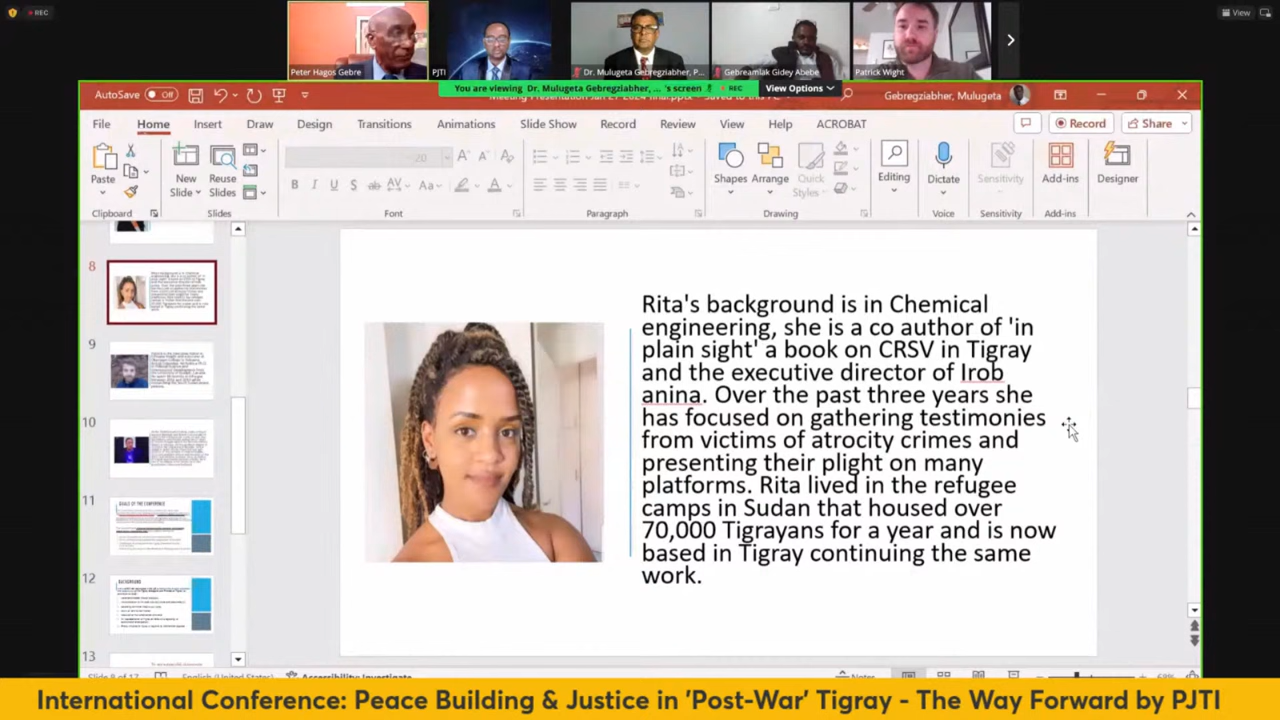 REC
View
Peter Hagos Gebre
PJTI
Dr. Mulugeta Gebregziabher, P...
Gebreamlak Gidey Abebe
Patrick Wight
You are viewing Dr. Mulugeta Gebregziabher, ... 's screen
REC
View Options
AutoSave
Off
Gebregziabher, Mulugeta
File
Home
Insert
Draw
Design
Transitions
Animations
Slide Show
Record
Review
View
Help
ACROBAT
Record
Share
Paste
New
Slide
Reuse
Slides
20
Shapes
Arrange
Quick
Styles
Editing
Dictate
Sensitivity
Add-ins
Designer
Clipboard
Slides
Font
Paragraph
Drawing
Voice
Sensitivity
Add-ins
8
9
10
11
12
13
Rita's background is in Chemical
engineering, she is a co author of 'in
plain sight' a book on CRSV in Tigray
and the executive director of Irob
anina. Over the past three years she
has focused on gathering testimonies
from victims of atrocity crimes and
presenting their plight on many
platforms. Rita lived in the refugee
camps in Sudan that housed over
70,000 Tigrayans for a year and is now
based in Tigray continuing the same
work.
International Conference: Peace Building & Justice in 'Post-War' Tigray - The Way Forward by PJTI